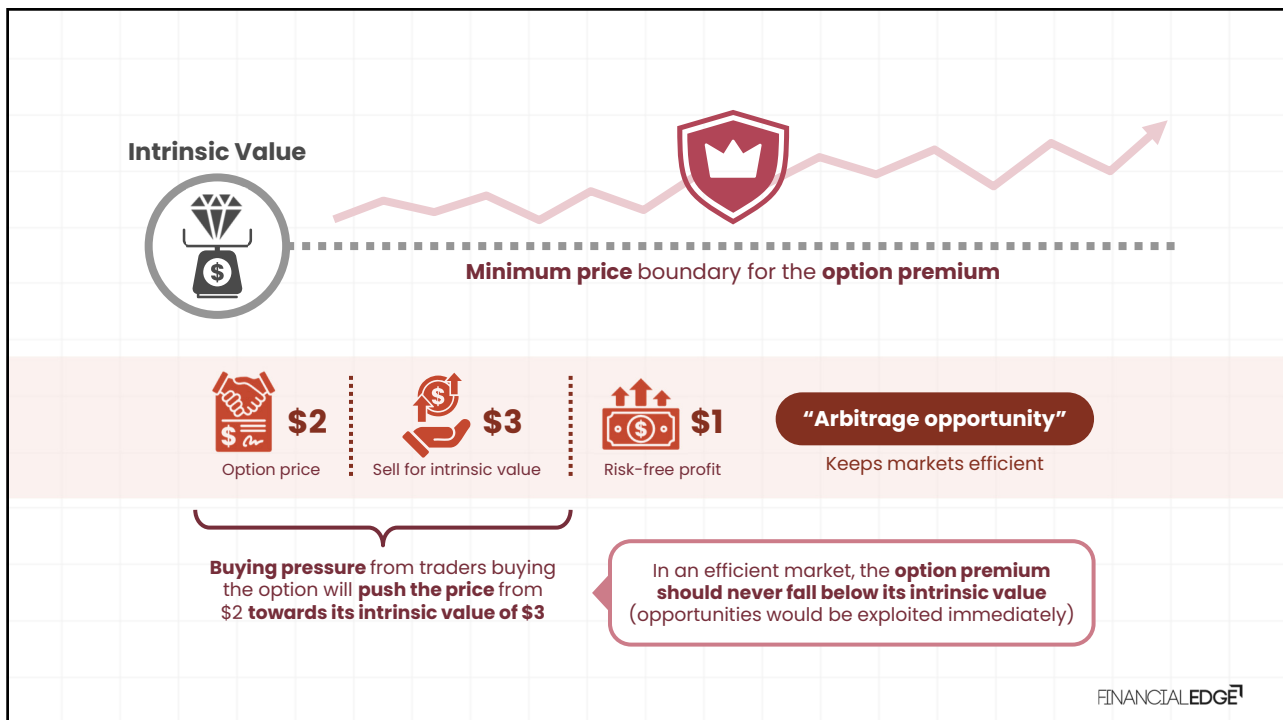 Intrinsic Value
$
Minimum price boundary for the option premium
$
$2
Option price
$
$3
Sell for intrinsic value
$
$1
Risk-free profit
“Arbitrage opportunity”
Keeps markets efficient
Buying pressure from traders buying
the option will push the price from
$2 towards its intrinsic value of $3
In an efficient market, the option premium
should never fall below its intrinsic value
(opportunities would be exploited immediately)
FINANCIALEDGE